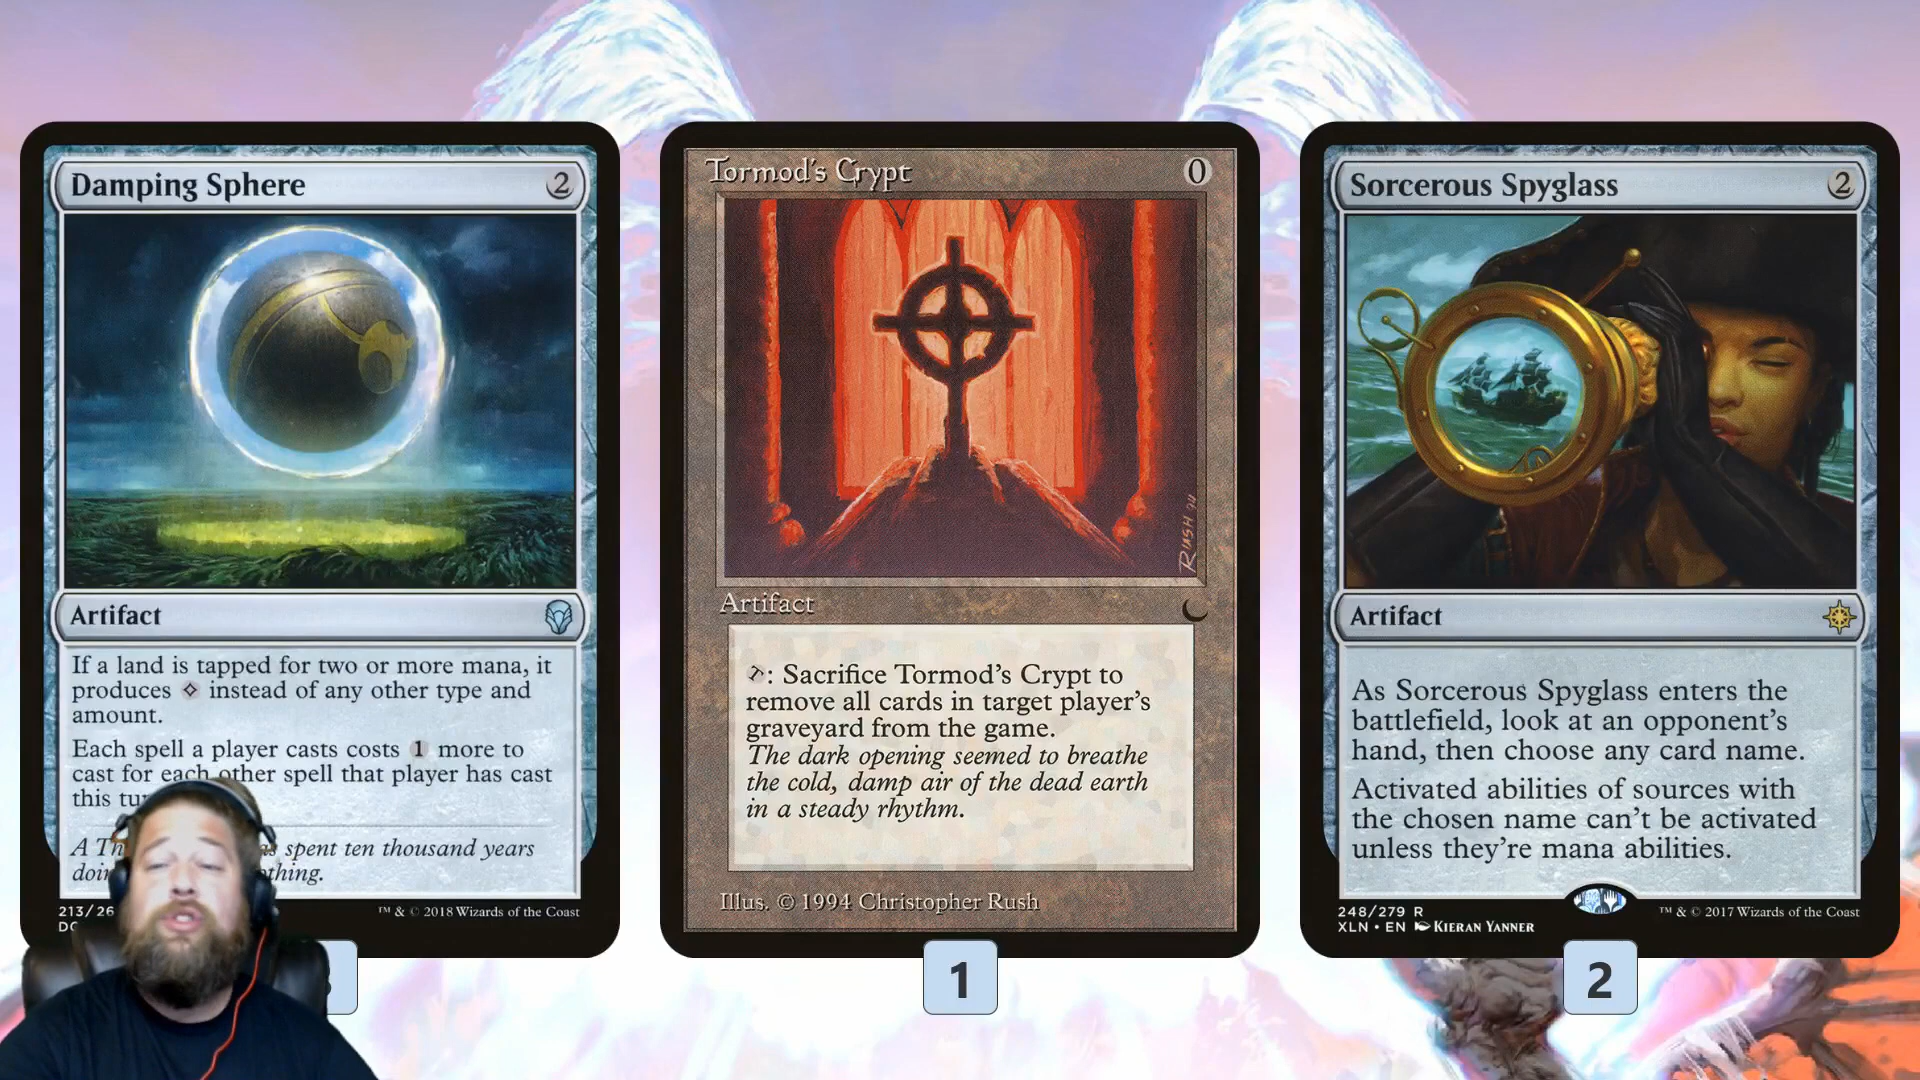 Damping Sphere 2
Artifact
If a land is tapped for two or more mana, it
produces instead of any other type and
amount.
Each spell a player casts costs 1 more to
cast for each other spell that player has cast
this
A spent ten thousand years
213/26
™ & © 2018 Wizards of the Coast
Tormod's Crypt 0
RUSH 94
Artifact
T: Sacrifice Tormod's Crypt to
remove all cards in target player's
graveyard from the game.
The dark opening seemed to breathe
the cold, damp air of the dead earth
in a steady rhythm.
Illus. © 1994 Christopher Rush
1
Sorcerous Spyglass 2
Artifact
As Sorcerous Spyglass enters the
battlefield, look at an opponent's
hand, then choose any card name.
Activated abilities of sources with
the chosen name can't be activated
unless they're mana abilities.
248/279 R
XLN • EN KIERAN YANNER
™ & © 2017 Wizards of the Coast
2